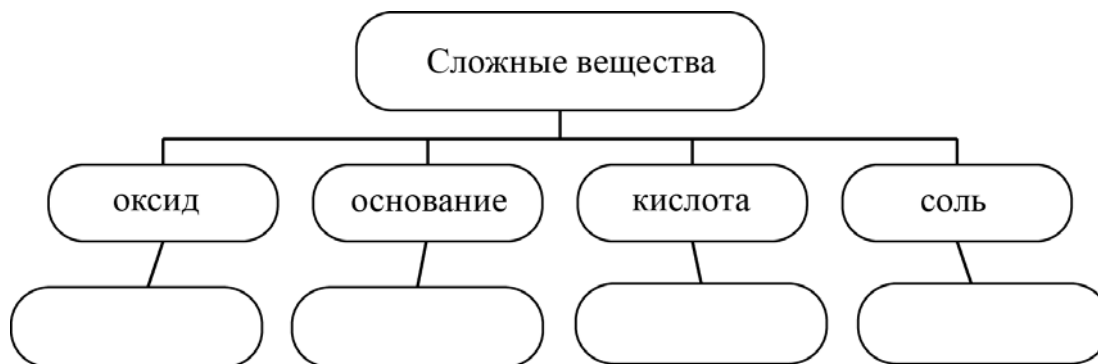 Сложные вещества
оксид
основание
кислота
соль